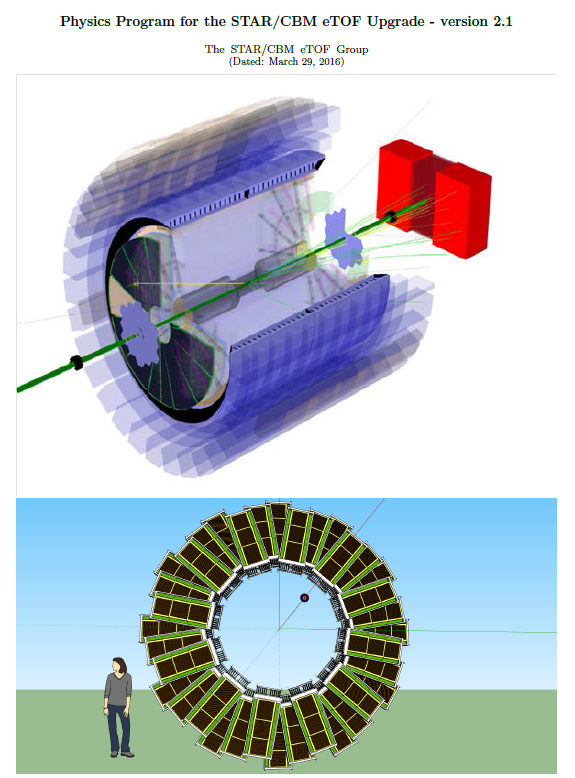 Physics Program for the STAR/CBM eTOF Upgrade - version 2.1
The STAR/CBM eTOF Group
(Dated: March 29, 2016)